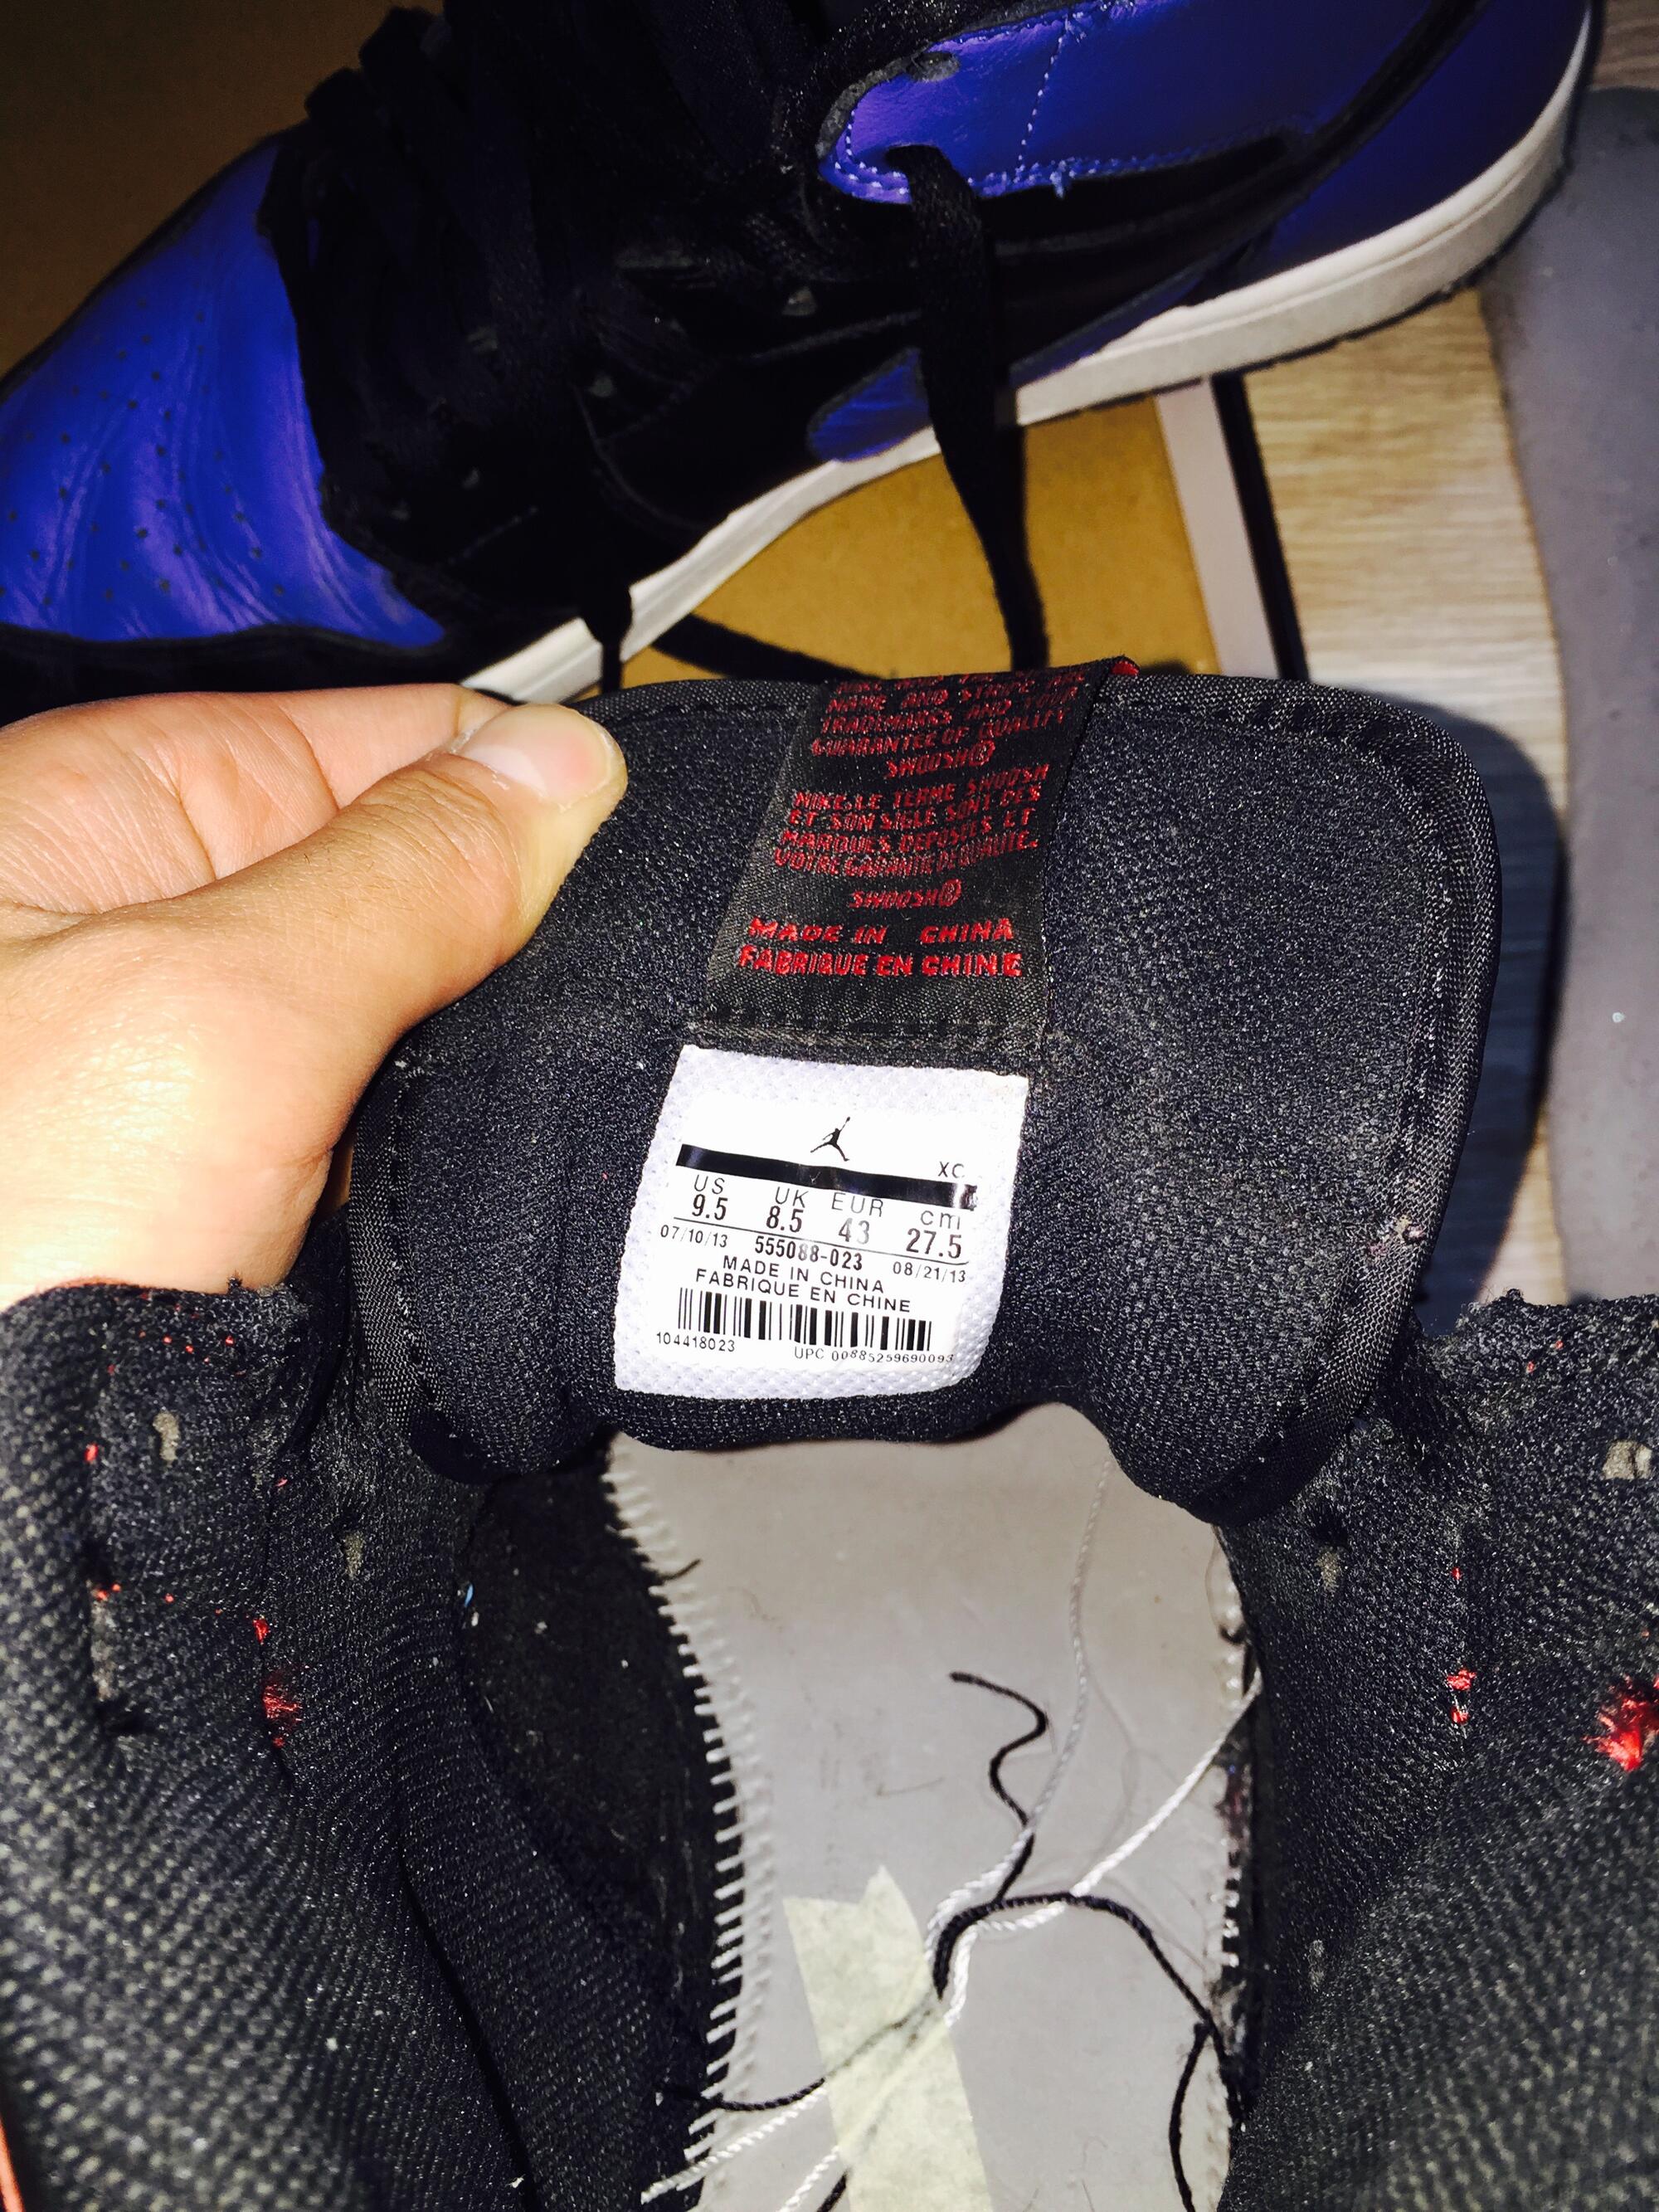 NAME AND STRIPE DE
TRADEMARKS AND YOUR
GUARANTEE OF QUALITY
SWOOSH®
NIKE, LE TERME SWOOSH
ET SON SIGLE SONT DES
MARQUES DEPOSEES ET
VOTRE GARANTIE DE QUALITE.
SWOOSH®
MADE IN CHINA
FABRIQUE EN CHINE
XC
US UK EUR cm
9.5 8.5 43 27.5
07/10/13 555088-023 08/21/13
MADE IN CHINA
FABRIQUE EN CHINE
104418023 UPC 00885259690093